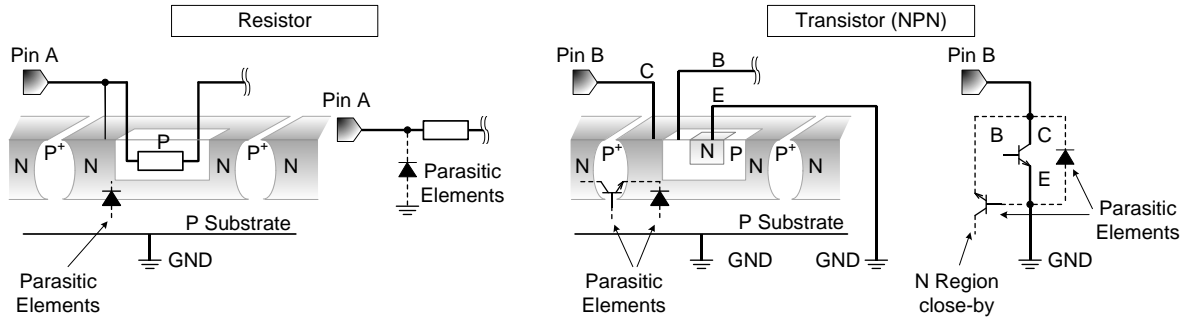 Resistor
Transistor (NPN)
Pin A
Pin B
C
B
E
Pin B
Pin A
N
P+
N
P
P+
N
N
Parasitic
Elements
N
P+
N
N
P
P+
N
B
C
E
P Substrate
GND
Parasitic
Elements
P Substrate
GND
GND
Parasitic
Elements
Parasitic
Elements
GND
N Region
close-by